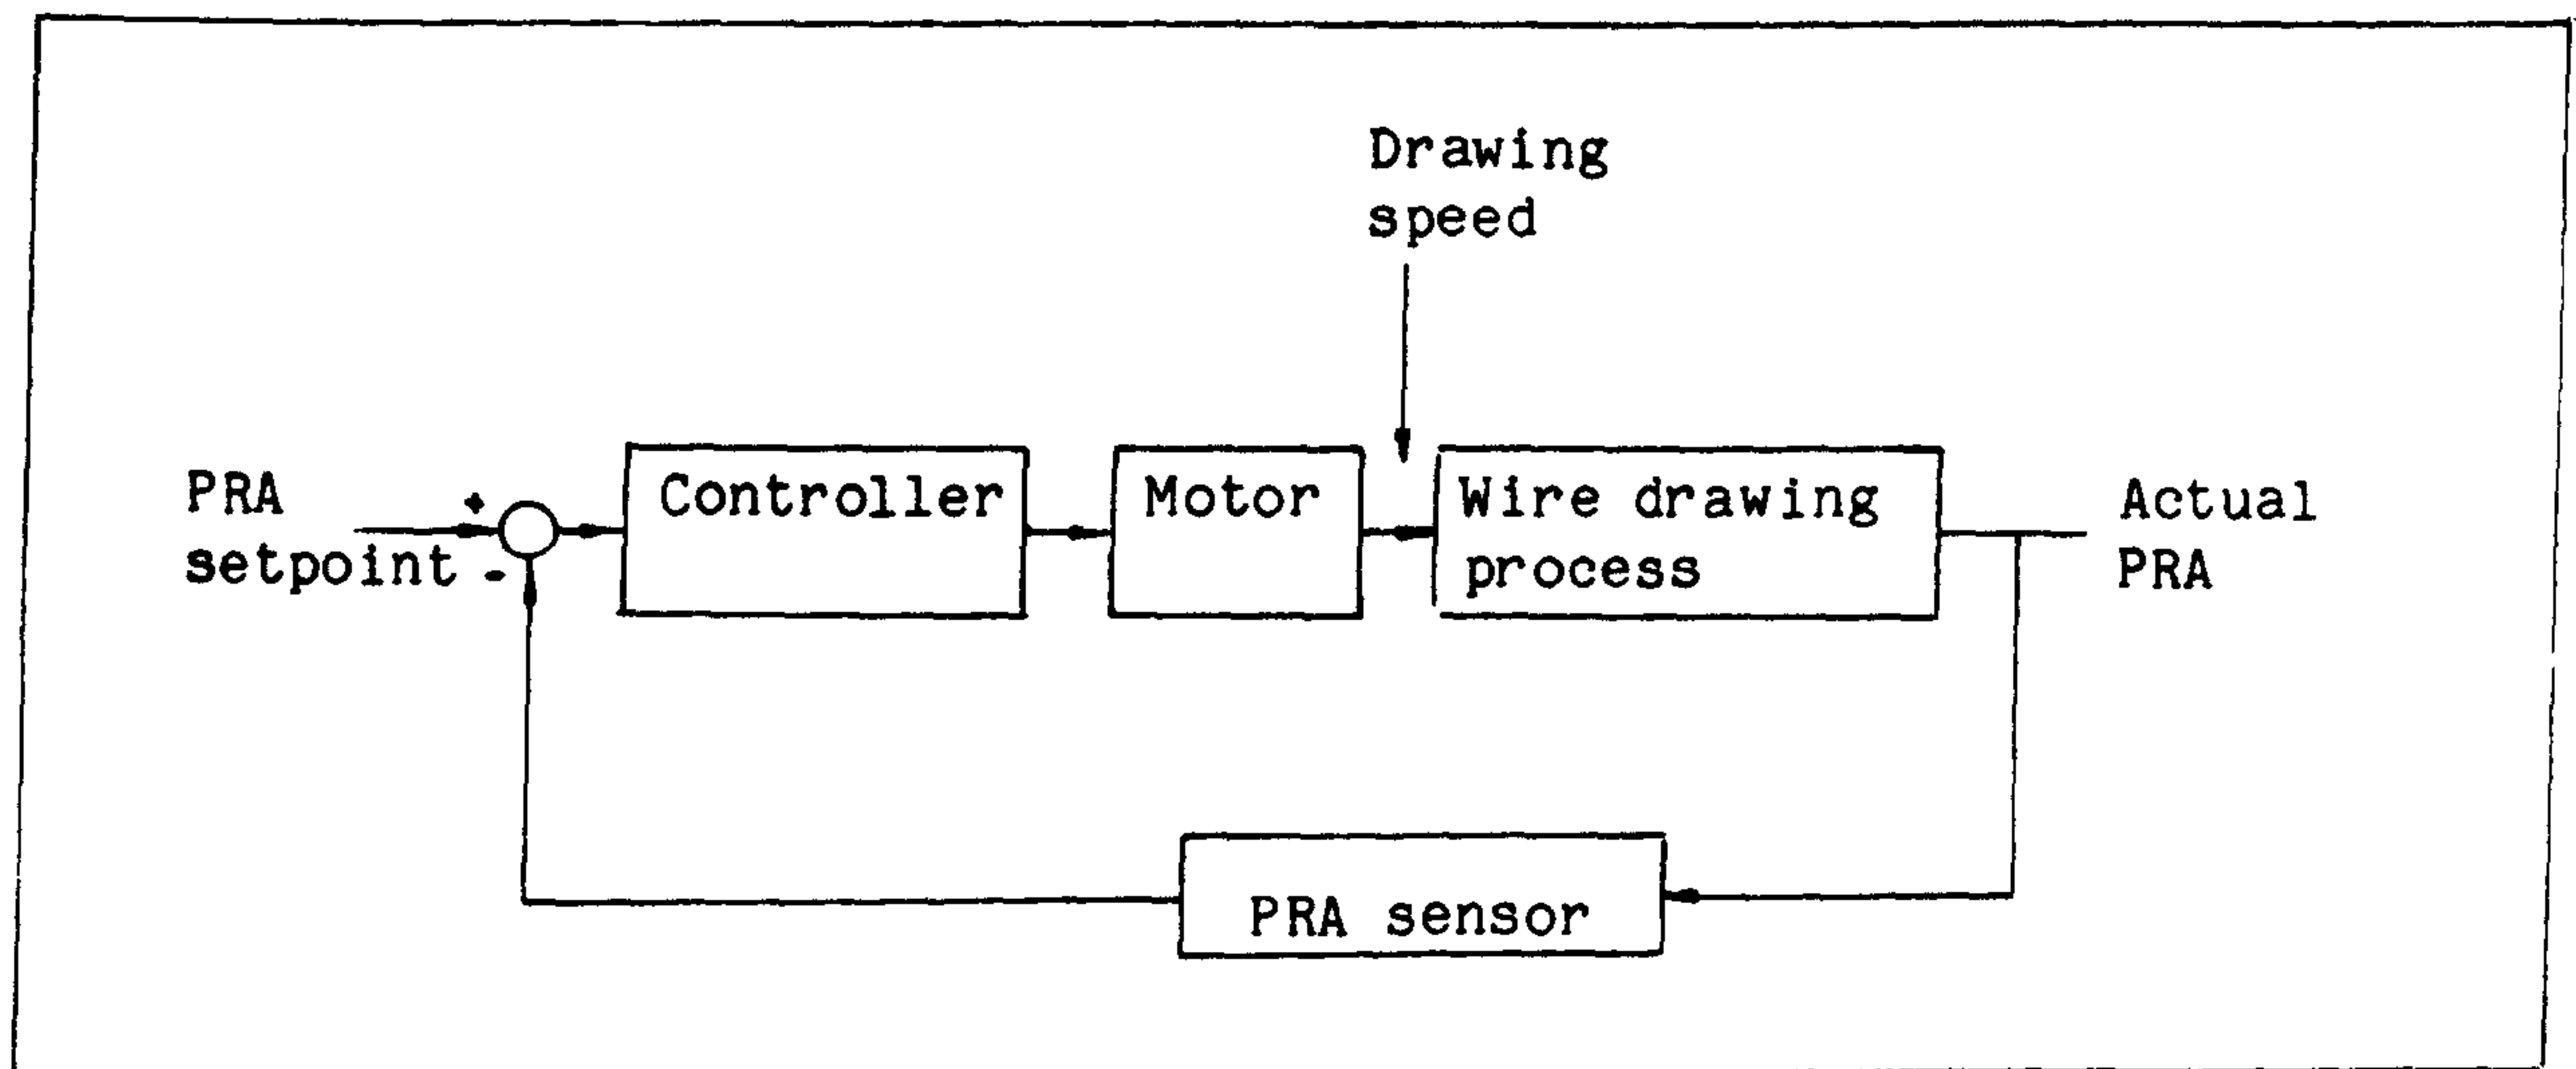 Drawing
speed
PRA
setpoint
+
-
Controller
Motor
Wire drawing
process
Actual
PRA
PRA sensor